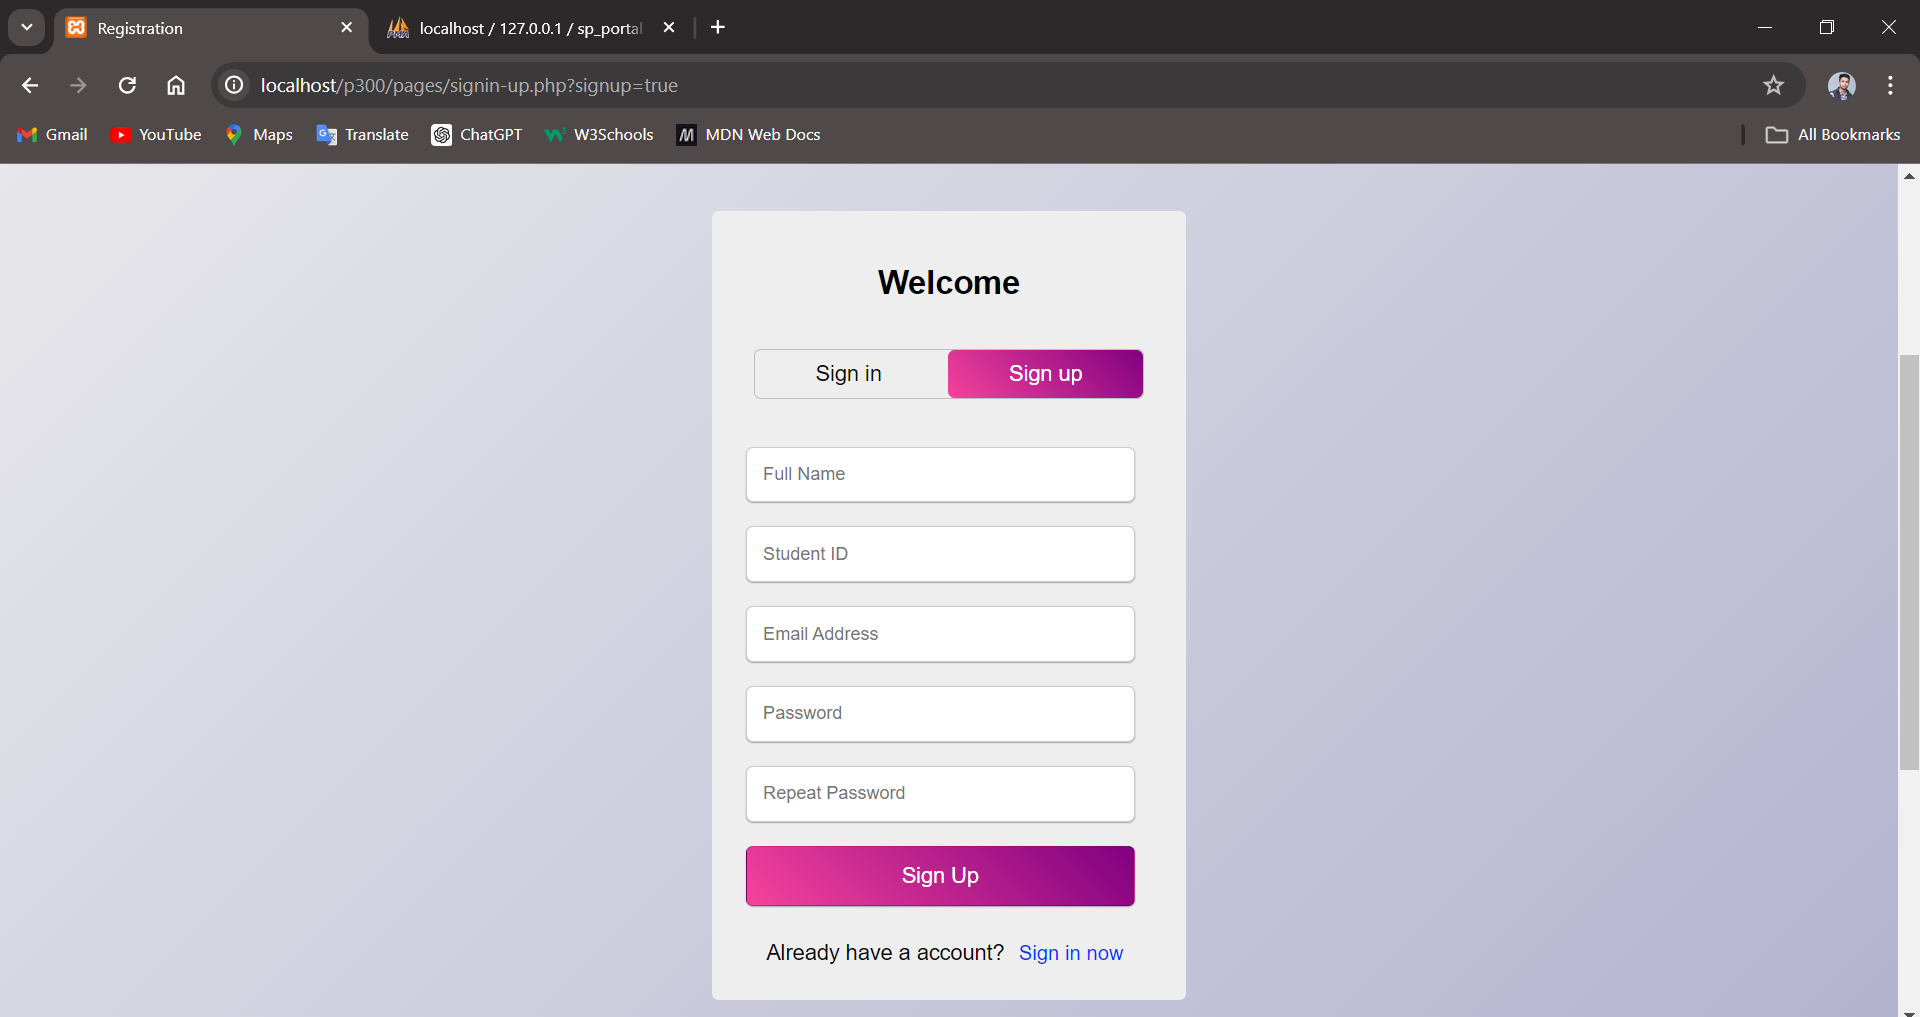 Registration
localhost / 127.0.0.1 / sp_portal
localhost/p300/pages/signin-up.php?signup=true
Gmail YouTube Maps Translate ChatGPT W3Schools MDN Web Docs All Bookmarks
Welcome
Sign in Sign up
Full Name
Student ID
Email Address
Password
Repeat Password
Sign Up
Already have a account? Sign in now